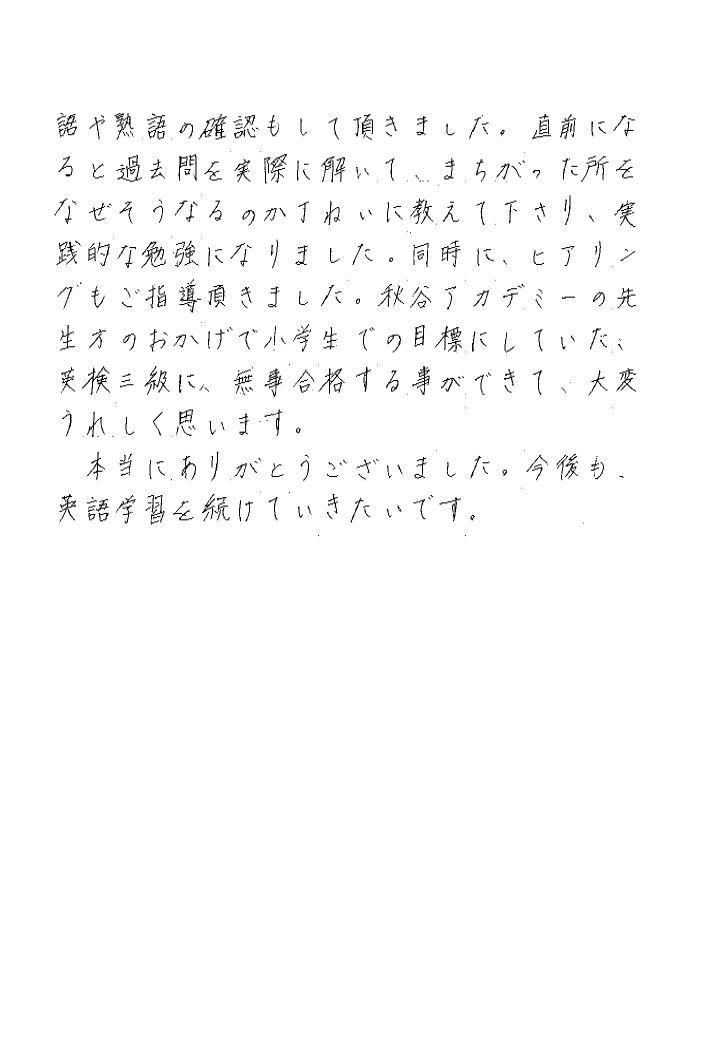 語や熟語の確認もして頂きました。直前にな
ると過去問を実際に解いて、まちがった所を
なぜそうなるのか丁ねいに教えて下さり、実
践的な勉強になりました。同時に、ヒアリン
グもご指導頂きました。秋谷アカデミーの先
生方のおかげで小学生での目標にしていた、
英検三級に、無事合格する事ができて、大変
うれしく思います。
本当にありがとうございました。今後も、
英語学習を続けていきたいです。